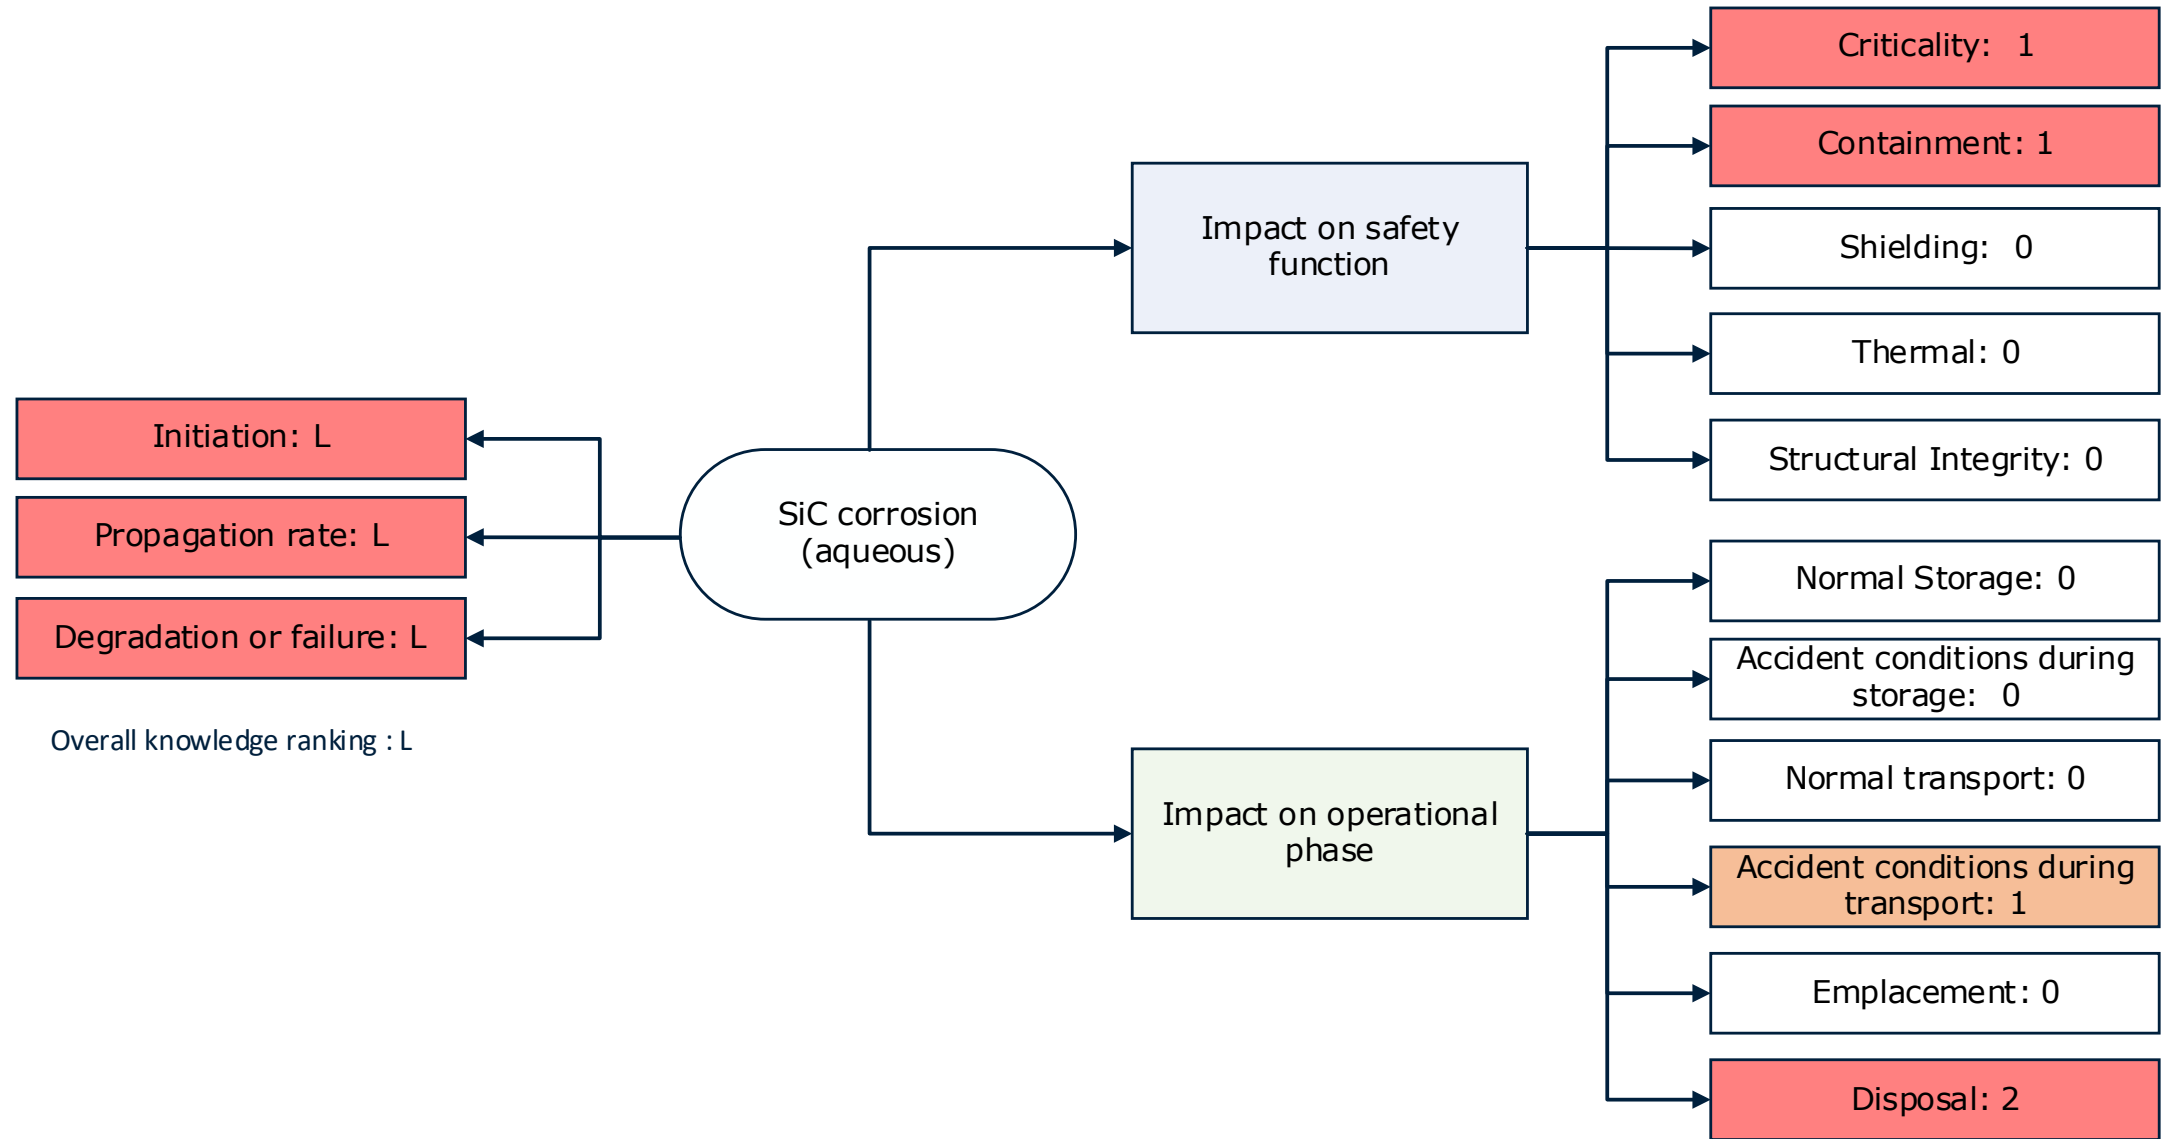 Initiation: L
Propagation rate: L
Degradation or failure: L
Overall knowledge ranking : L
SiC corrosion
(aqueous)
Impact on safety
function
Criticality:  1
Containment: 1
Shielding:  0
Thermal: 0
Structural Integrity: 0
Impact on operational
phase
Normal Storage: 0
Accident conditions during
storage:  0
Normal transport: 0
Accident conditions during
transport: 1
Emplacement: 0
Disposal: 2